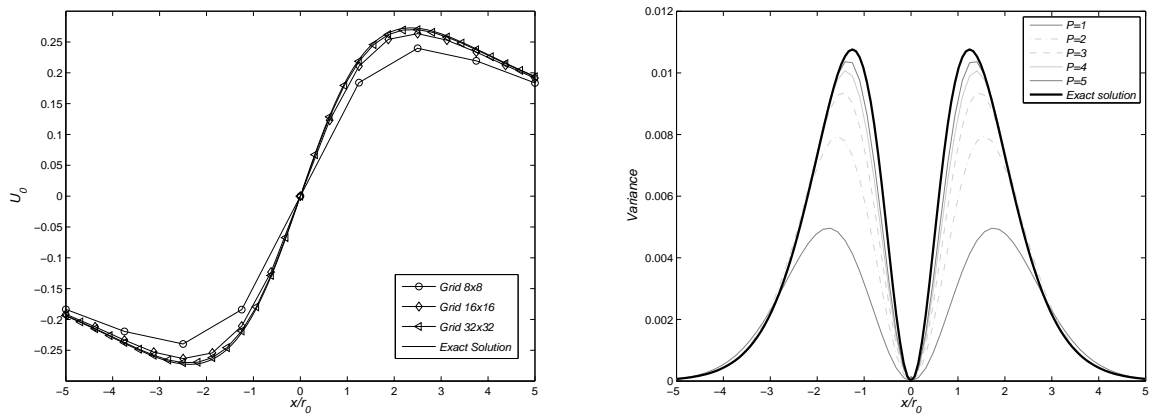 0.25
0.2
0.15
0.1
0.05
0
−0.05
−0.1
−0.15
−0.2
−0.25
U0
−5 −4 −3 −2 −1 0 1 2 3 4 5
x/r0
Grid 8x8
Grid 16x16
Grid 32x32
Exact Solution
0.012
0.01
0.008
0.006
0.004
0.002
0
Variance
−5 −4 −3 −2 −1 0 1 2 3 4 5
x/r0
P=1
P=2
P=3
P=4
P=5
Exact solution